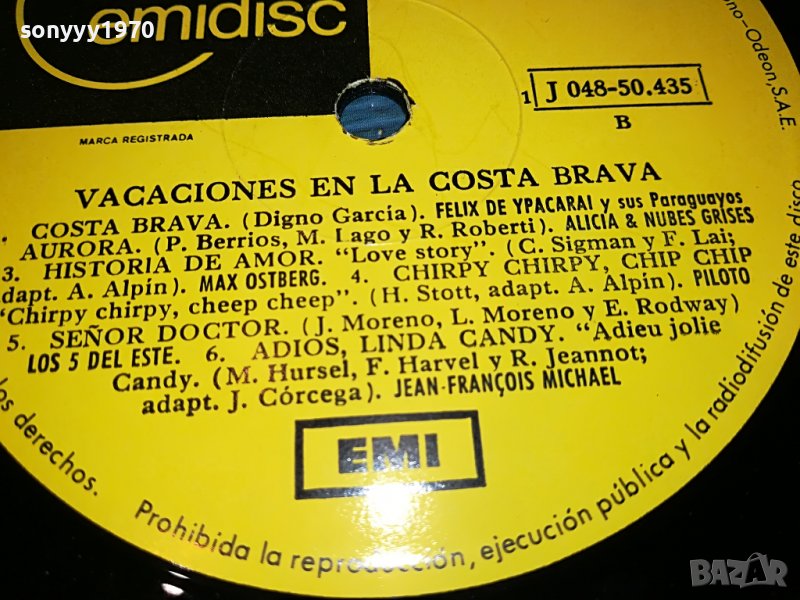 sonyyy1970
emidisc
MARCA REGISTRADA
1 J 048-50.435
B
VACACIONES EN LA COSTA BRAVA
COSTA BRAVA. (Digno García). FELIX DE YPACARAI y sus Paraguayos
AURORA. (P. Berrios, M. Lago y R. Roberti). ALICIA & NUBES GRISES
3. HISTORIA DE AMOR. "Love story". (C. Sigman y F. Lai;
adapt. A. Alpín). MAX OSTBERG. 4. CHIRPY CHIRPY, CHIP CHIP
"Chirpy chirpy, cheep cheep". (H. Stott, adapt. A. Alpín). PILOTO
5. SEÑOR DOCTOR. (J. Moreno, L. Moreno y E. Rodway)
LOS 5 DEL ESTE. 6. ADIOS, LINDA CANDY. "Adieu jolie
Candy. (M. Hursel, F. Harvel y R. Jeannot;
adapt. J. Córcega). JEAN-FRANÇOIS MICHAEL
EMI
los derechos. Prohibida la reproducción, ejecución pública y la radiodifusión de este disco
no-Odeon, S.A.E.
BAZAR